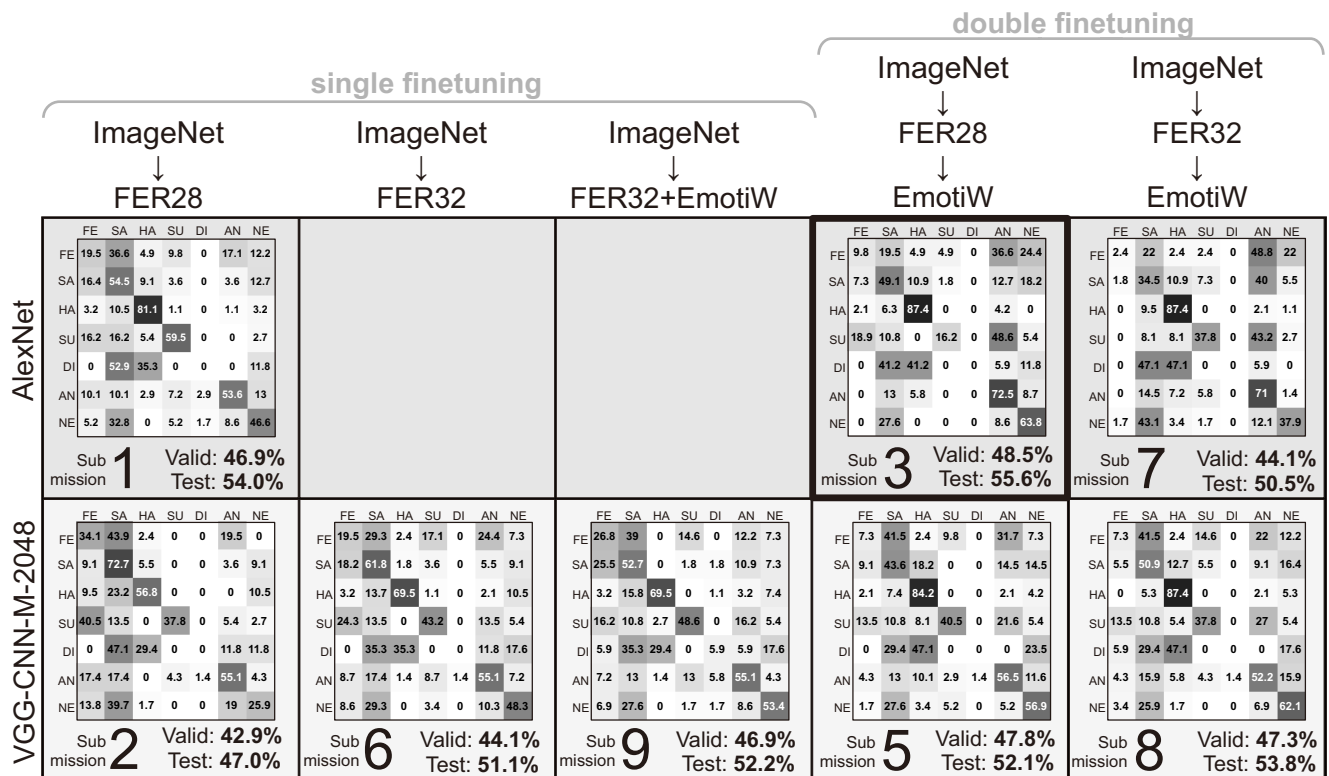 double finetuning
single finetuning
ImageNet ImageNet ImageNet ImageNet ImageNet
↓ ↓ ↓ ↓ ↓
FER28 FER32 FER32+EmotiW FER28 FER32
↓ ↓
EmotiW EmotiW
AlexNet
FE SA HA SU DI AN NE
FE 19.5 36.6 4.9 9.8 0 17.1 12.2
SA 16.4 54.5 9.1 3.6 0 3.6 12.7
HA 3.2 10.5 81.1 1.1 0 1.1 3.2
SU 16.2 16.2 5.4 59.5 0 0 2.7
DI 0 52.9 35.3 0 0 0 11.8
AN 10.1 10.1 2.9 7.2 2.9 53.6 13
NE 5.2 32.8 0 5.2 1.7 8.6 46.6
Sub mission 1 Valid: 46.9%
Test: 54.0%
FE SA HA SU DI AN NE
FE 9.8 19.5 4.9 4.9 0 36.6 24.4
SA 7.3 49.1 10.9 1.8 0 12.7 18.2
HA 2.1 6.3 87.4 0 0 4.2 0
SU 18.9 10.8 0 16.2 0 48.6 5.4
DI 0 41.2 41.2 0 0 5.9 11.8
AN 0 13 5.8 0 0 72.5 8.7
NE 0 27.6 0 0 0 8.6 63.8
Sub mission 3 Valid: 48.5%
Test: 55.6%
FE SA HA SU DI AN NE
FE 2.4 22 2.4 2.4 0 48.8 22
SA 1.8 34.5 10.9 7.3 0 40 5.5
HA 0 9.5 87.4 0 0 2.1 1.1
SU 0 8.1 8.1 37.8 0 43.2 2.7
DI 0 47.1 47.1 0 0 5.9 0
AN 0 14.5 7.2 5.8 0 71 1.4
NE 1.7 43.1 3.4 1.7 0 12.1 37.9
Sub mission 7 Valid: 44.1%
Test: 50.5%
VGG-CNN-M-2048
FE SA HA SU DI AN NE
FE 34.1 43.9 2.4 0 0 19.5 0
SA 9.1 72.7 5.5 0 0 3.6 9.1
HA 9.5 23.2 56.8 0 0 0 10.5
SU 40.5 13.5 0 37.8 0 5.4 2.7
DI 0 47.1 29.4 0 0 11.8 11.8
AN 17.4 17.4 0 4.3 1.4 55.1 4.3
NE 13.8 39.7 1.7 0 0 19 25.9
Sub mission 2 Valid: 42.9%
Test: 47.0%
FE SA HA SU DI AN NE
FE 19.5 29.3 2.4 17.1 0 24.4 7.3
SA 18.2 61.8 1.8 3.6 0 5.5 9.1
HA 3.2 13.7 69.5 1.1 0 2.1 10.5
SU 24.3 13.5 0 43.2 0 13.5 5.4
DI 0 35.3 35.3 0 0 11.8 17.6
AN 8.7 17.4 1.4 8.7 1.4 55.1 7.2
NE 8.6 29.3 0 3.4 0 10.3 48.3
Sub mission 6 Valid: 44.1%
Test: 51.1%
FE SA HA SU DI AN NE
FE 26.8 39 0 14.6 0 12.2 7.3
SA 25.5 52.7 0 1.8 1.8 10.9 7.3
HA 3.2 15.8 69.5 0 1.1 3.2 7.4
SU 16.2 10.8 2.7 48.6 0 16.2 5.4
DI 5.9 35.3 29.4 0 5.9 5.9 17.6
AN 7.2 13 1.4 13 5.8 55.1 4.3
NE 6.9 27.6 0 1.7 1.7 8.6 53.4
Sub mission 9 Valid: 46.9%
Test: 52.2%
FE SA HA SU DI AN NE
FE 7.3 41.5 2.4 9.8 0 31.7 7.3
SA 9.1 43.6 18.2 0 0 14.5 14.5
HA 2.1 7.4 84.2 0 0 2.1 4.2
SU 13.5 10.8 8.1 40.5 0 21.6 5.4
DI 0 29.4 47.1 0 0 0 23.5
AN 4.3 13 10.1 2.9 1.4 56.5 11.6
NE 1.7 27.6 3.4 5.2 0 5.2 56.9
Sub mission 5 Valid: 47.8%
Test: 52.1%
FE SA HA SU DI AN NE
FE 7.3 41.5 2.4 14.6 0 22 12.2
SA 5.5 50.9 12.7 5.5 0 9.1 16.4
HA 0 5.3 87.4 0 0 2.1 5.3
SU 13.5 10.8 5.4 37.8 0 27 5.4
DI 5.9 29.4 47.1 0 0 0 17.6
AN 4.3 15.9 5.8 4.3 1.4 52.2 15.9
NE 3.4 25.9 1.7 0 0 6.9 62.1
Sub mission 8 Valid: 47.3%
Test: 53.8%